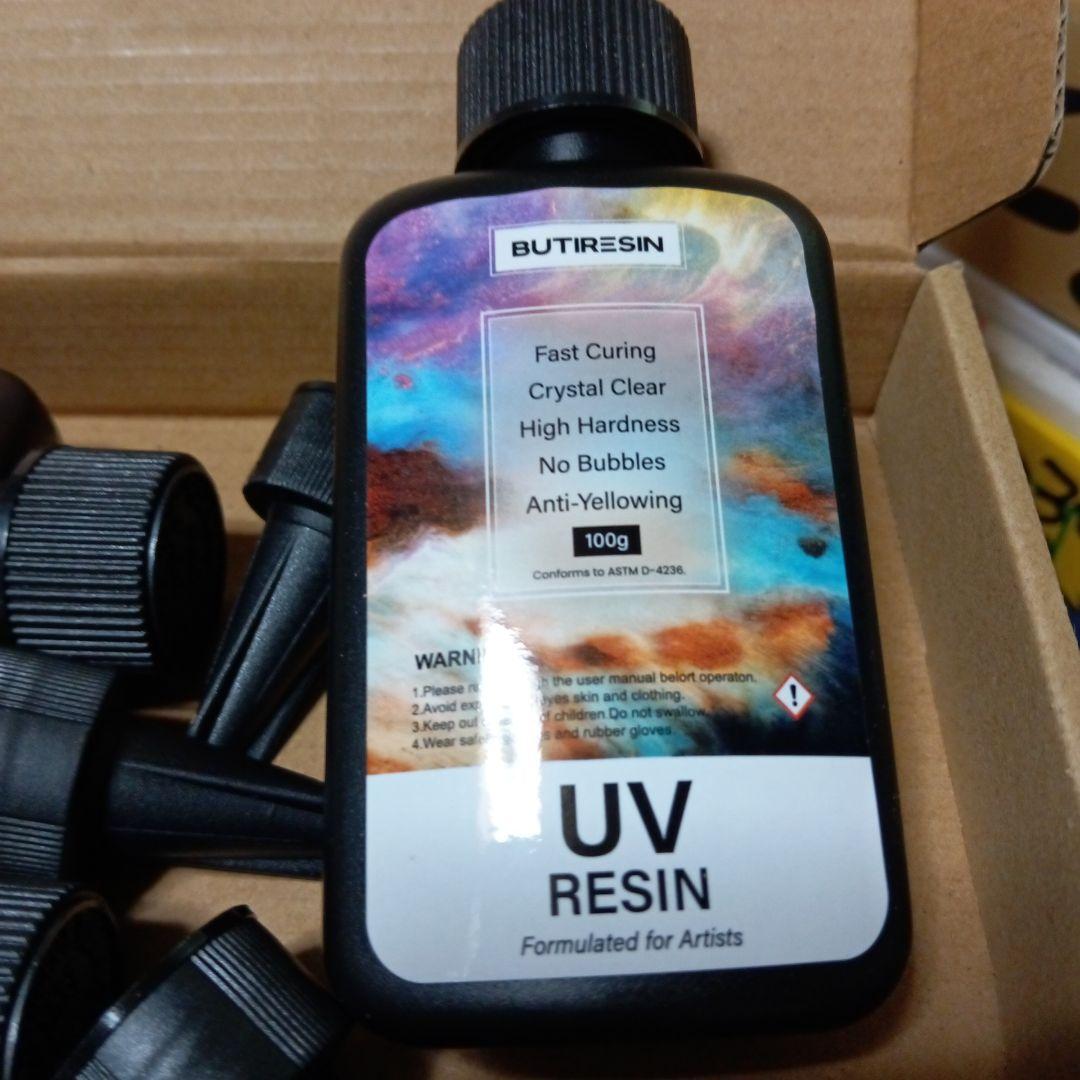 BUTIRESIN
Fast Curing
Crystal Clear
High Hardness
No Bubbles
Anti-Yellowing
100g
Conforms to ASTM D-4236.
1.Please the user manual belort operaton.
2.Avoid skin and clothing.
3.Keep out of children.Do not swallow.
4.Wear and rubber gloves
UV
RESIN
Formulated for Artists